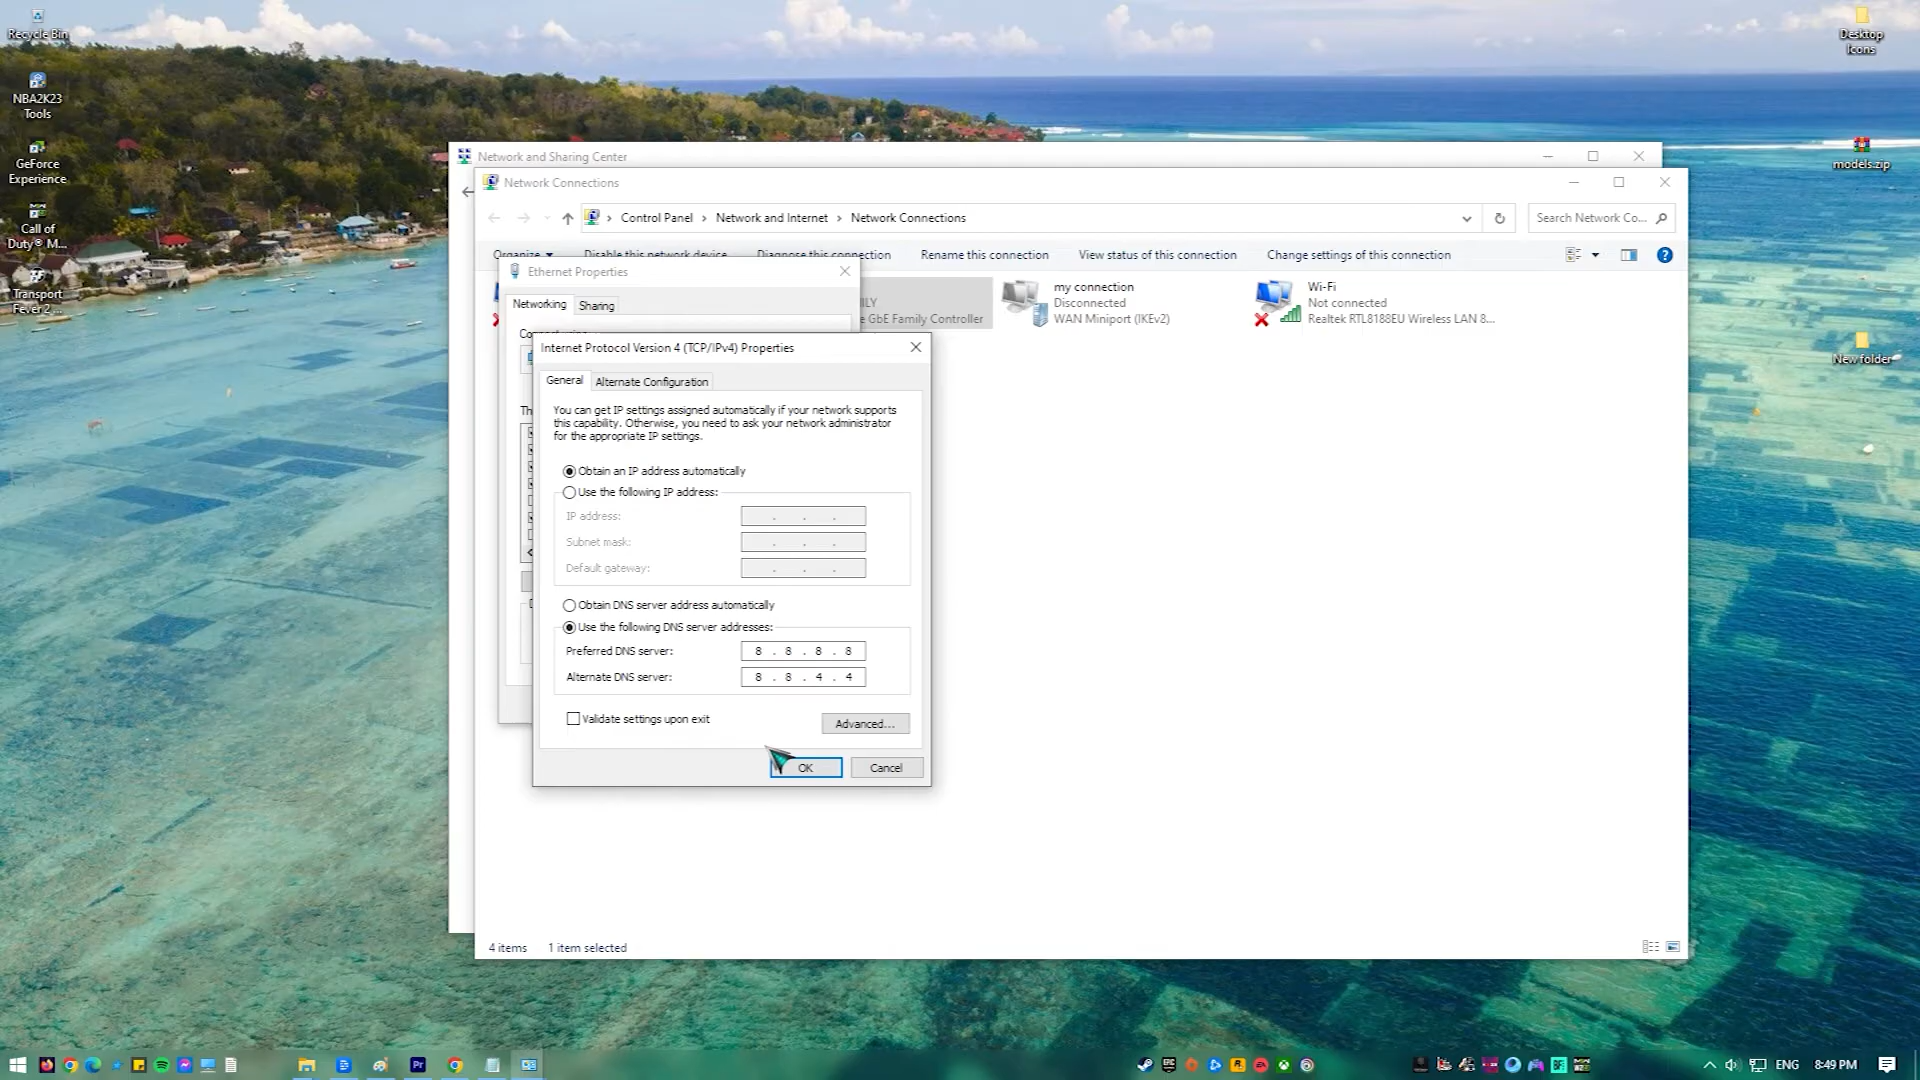 Recycle Bin
NBA2K23
Tools
GeForce
Experience
Call of
Duty® M...
Transport
Fever 2 ...
Desktop
Icons
models.zip
New folder
Network and Sharing Center
Network Connections
Control Panel > Network and Internet > Network Connections
Search Network Co...
Organize
Disable this network device
Diagnose this connection
Rename this connection
View status of this connection
Change settings of this connection
ILY
e GbE Family Controller
my connection
Disconnected
WAN Miniport (IKEv2)
Wi-Fi
Not connected
Realtek RTL8188EU Wireless LAN 8...
Ethernet Properties
Networking
Sharing
Connect using:
Th
Internet Protocol Version 4 (TCP/IPv4) Properties
General
Alternate Configuration
You can get IP settings assigned automatically if your network supports
this capability. Otherwise, you need to ask your network administrator
for the appropriate IP settings.
Obtain an IP address automatically
Use the following IP address:
IP address:
Subnet mask:
Default gateway:
Obtain DNS server address automatically
Use the following DNS server addresses:
Preferred DNS server: 8 . 8 . 8 . 8
Alternate DNS server: 8 . 8 . 4 . 4
Validate settings upon exit
Advanced...
OK
Cancel
4 items
1 item selected
Pr
ENG
8:49 PM